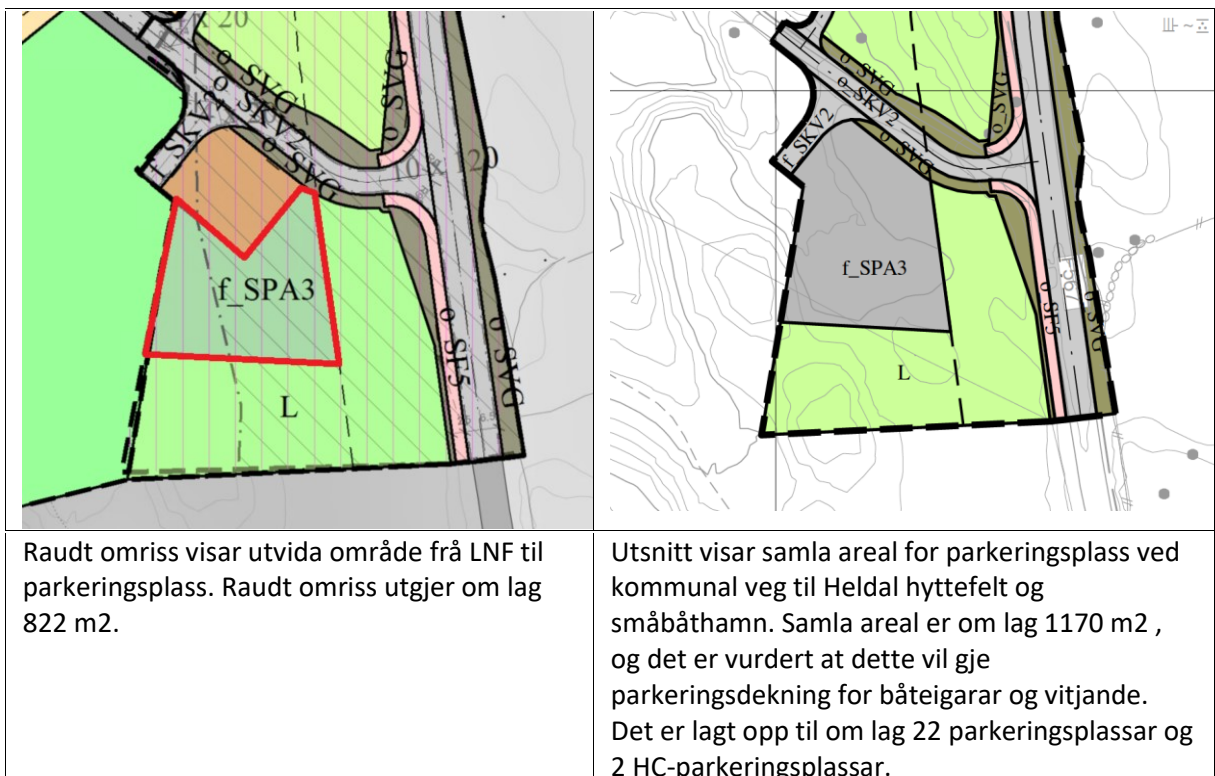 x 20
o_SVG
o_SKV2
o_SVG
o_SVG
f_SKV2
10 x 120
f_SPA3
L
o_SF5
o_SVG
o_SVG
o_SKV2
o_SVG
o_SVG
f_SKV2
f_SPA3
L
o_SF5
o_SVG
Raudt omriss visar utvida område frå LNF til
parkeringsplass. Raudt omriss utgjer om lag
822 m2.
Utsnitt visar samla areal for parkeringsplass ved
kommunal veg til Heldal hyttefelt og
småbåthamn. Samla areal er om lag 1170 m2 ,
og det er vurdert at dette vil gje
parkeringsdekning for båteigarar og vitjande.
Det er lagt opp til om lag 22 parkeringsplassar og
2 HC-parkeringsplassar.